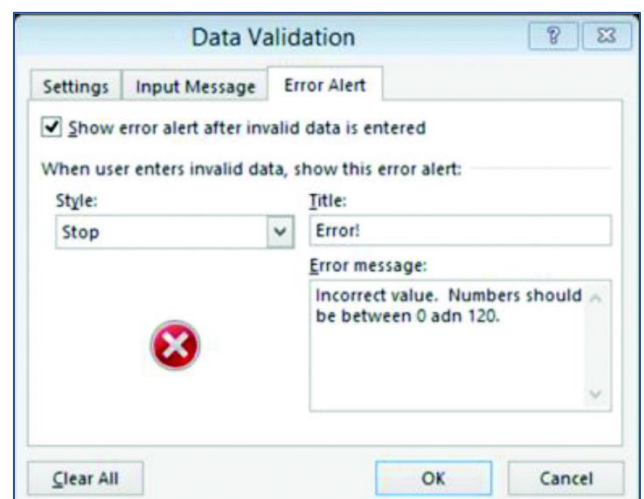 Data Validation
Settings Input Message Error Alert
Show error alert after invalid data is entered
When user enters invalid data, show this error alert:
Style: Title:
Stop Error!
Error message:
Incorrect value. Numbers should
be between 0 adn 120.
Clear All OK Cancel